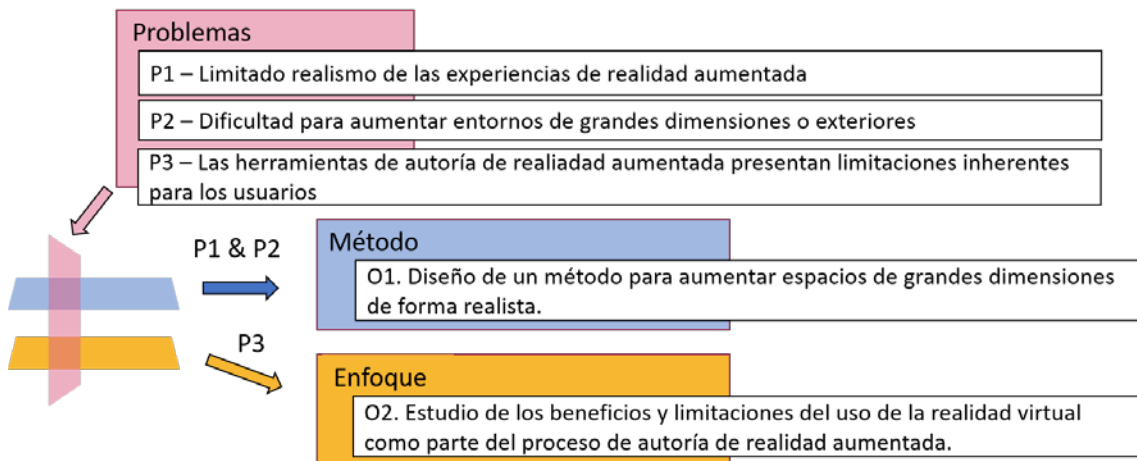 Problemas
P1 – Limitado realismo de las experiencias de realidad aumentada
P2 – Dificultad para aumentar entornos de grandes dimensiones o exteriores
P3 – Las herramientas de autoría de realiadad aumentada presentan limitaciones inherentes
para los usuarios
P1 & P2
Método
O1. Diseño de un método para aumentar espacios de grandes dimensiones
de forma realista.
P3
Enfoque
O2. Estudio de los beneficios y limitaciones del uso de la realidad virtual
como parte del proceso de autoría de realidad aumentada.